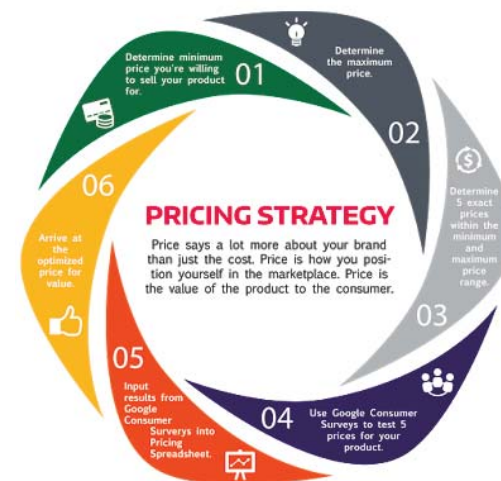 Determine minimum
price you're willing
to sell your product
for.
01
Determine
the maximum
price.
02
$
Determine
5 exact
prices
within the
minimum
and
maximum
price
range.
03
Use Google Consumer
Surveys to test 5
prices for your
product.
04
Input
results from
Google
Consumer
Surverys into
Pricing
Spreadsheet.
05
Arrive at
the
optimized
price for
value.
06
PRICING STRATEGY
Price says a lot more about your brand
than just the cost. Price is how you posi-
tion yourself in the marketplace. Price is
the value of the product to the consumer.